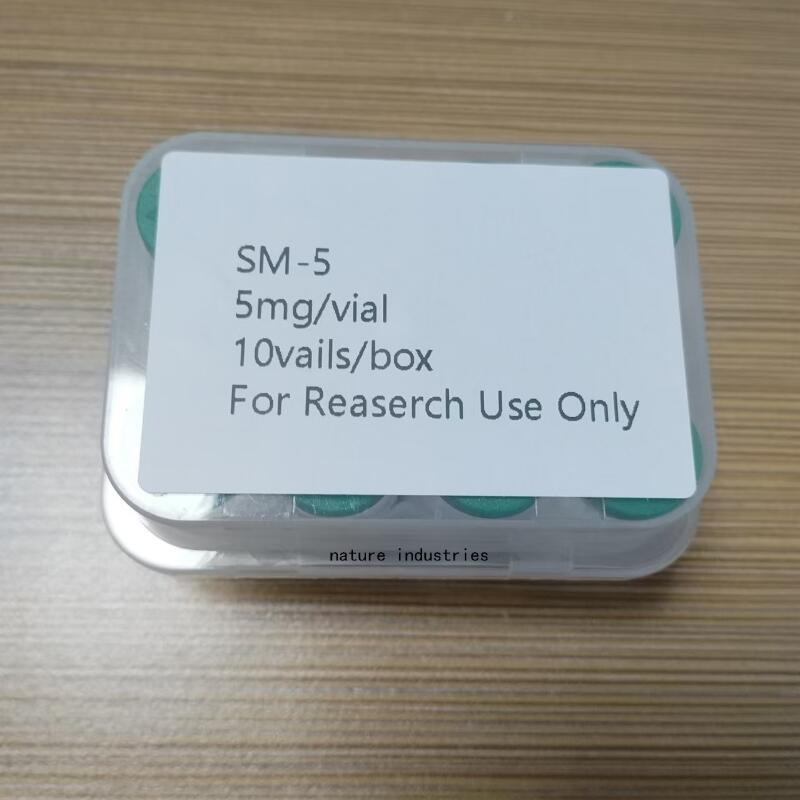 SM-5
5mg/vial
10vails/box
For Reaserch Use Only
nature industries